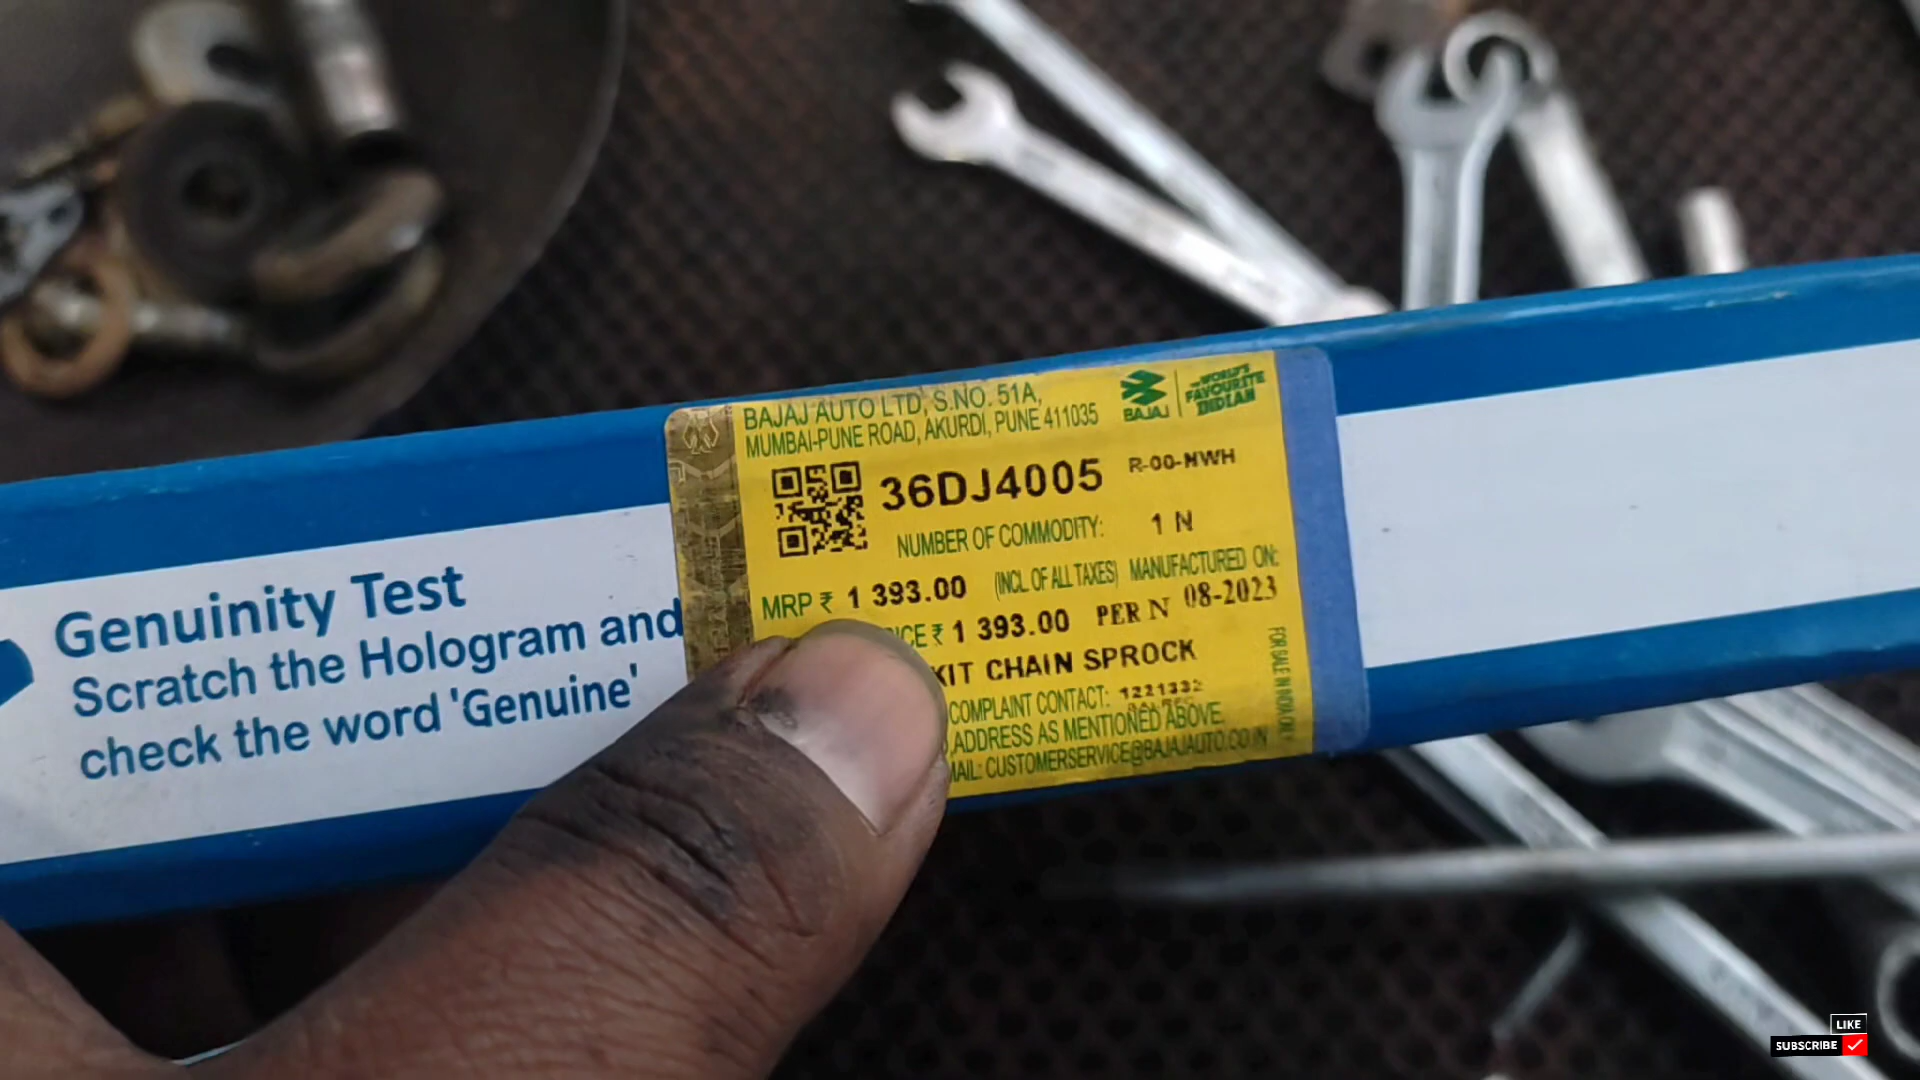 Genuinity Test
Scratch the Hologram and
check the word 'Genuine'
BAJAJ AUTO LTD, S.NO. 51A,
MUMBAI-PUNE ROAD, AKURDI, PUNE 411035
BAJAJ
THE WORLD'S
FAVOURITE
INDIAN
36DJ4005
R-00-NWH
NUMBER OF COMMODITY: 1 N
MRP ₹ 1 393.00 (INCL. OF ALL TAXES)
MANUFACTURED ON:
08-2023
₹ 1 393.00 PER N
KIT CHAIN SPROCK
COMPLAINT CONTACT: 1221332
ADDRESS AS MENTIONED ABOVE.
CUSTOMERSERVICE@BAJAJAUTO.CO.IN
FOR SALE IN INDIA ONLY
LIKE
SUBSCRIBE